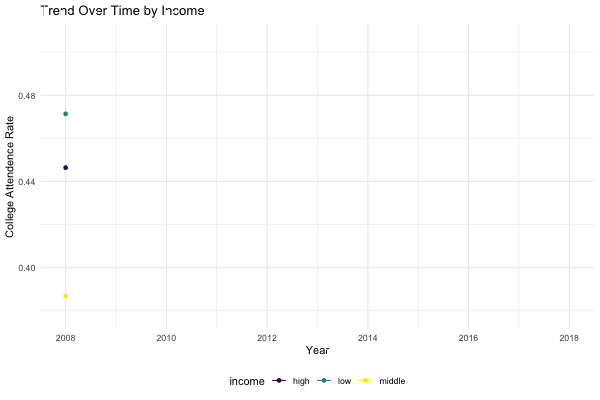 Trend Over Time by Income
College Attendence Rate
0.48
0.44
0.40
2008 2010 2012 2014 2016 2018
Year
income high low middle